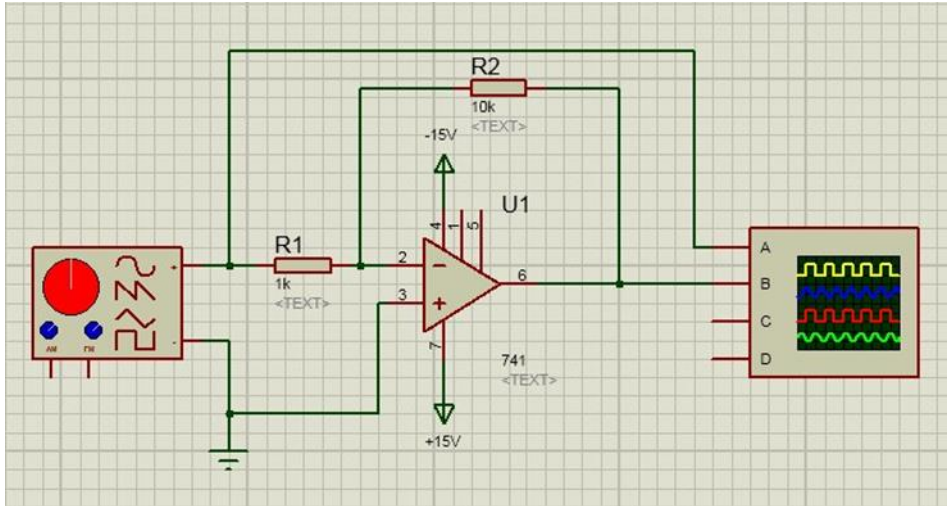 R2
10k
<TEXT>
-15V
U1
4
1
5
R1
1k
<TEXT>
2
3
6
7
741
<TEXT>
+15V
+
-
AM
FM
A
B
C
D